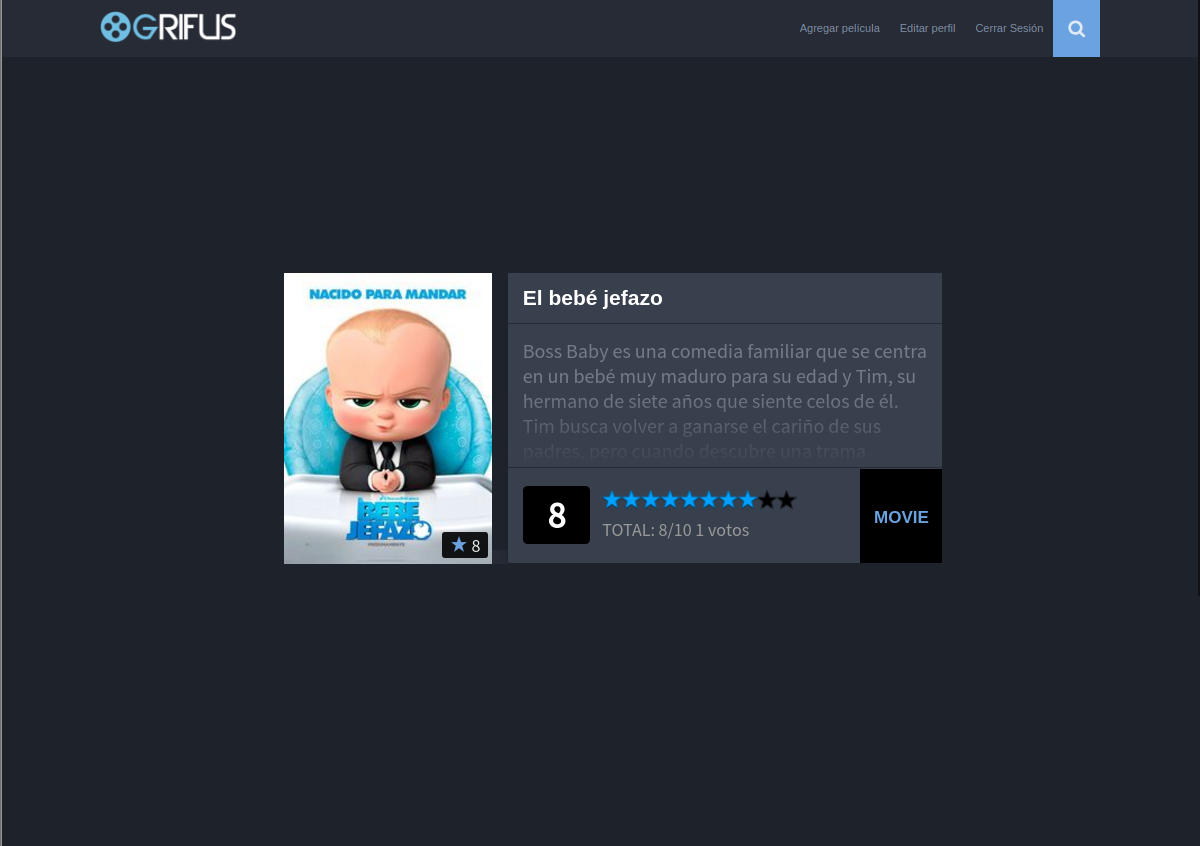 GRIFUS
Agregar película Editar perfil Cerrar Sesión
NACIDO PARA MANDAR
BEBÉ
JEFAZO
PRÓXIMAMENTE
8
El bebé jefazo
Boss Baby es una comedia familiar que se centra
en un bebé muy maduro para su edad y Tim, su
hermano de siete años que siente celos de él.
Tim busca volver a ganarse el cariño de sus
padres, pero cuando descubre una trama
8
TOTAL: 8/10 1 votos
MOVIE